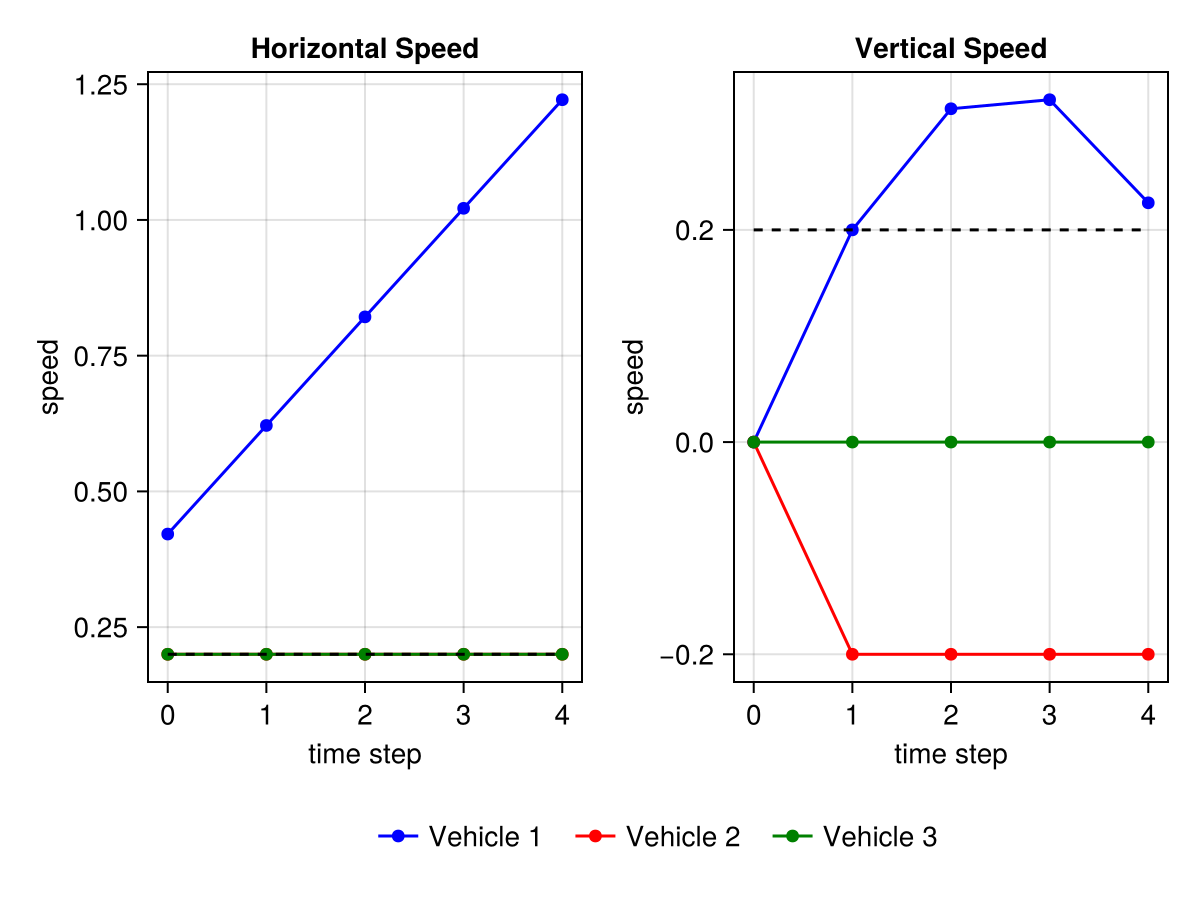 Horizontal Speed
1.25
1.00
0.75
0.50
0.25
speed
0 1 2 3 4
time step
Vertical Speed
0.2
0.0
−0.2
speed
0 1 2 3 4
time step
Vehicle 1 Vehicle 2 Vehicle 3